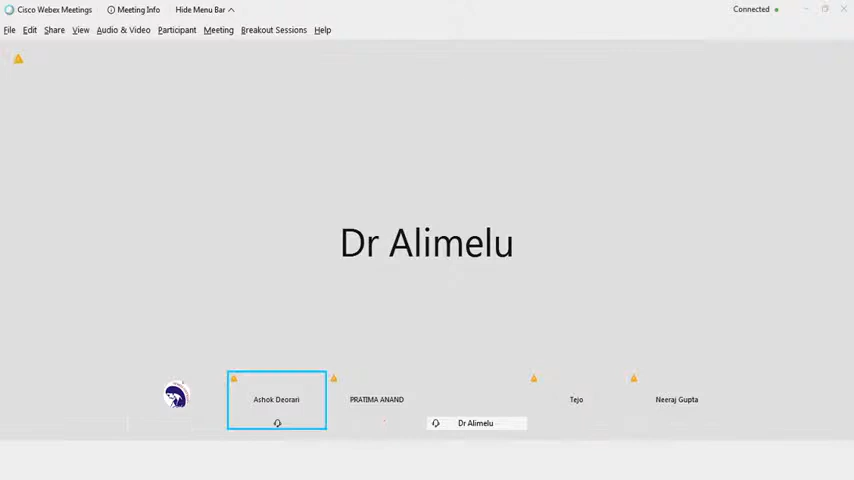 Cisco Webex Meetings Meeting Info Hide Menu Bar Connected
File Edit Share View Audio & Video Participant Meeting Breakout Sessions Help
Dr Alimelu
Ashok Deorari PRATIMA ANAND Tejo Neeraj Gupta
Dr Alimelu